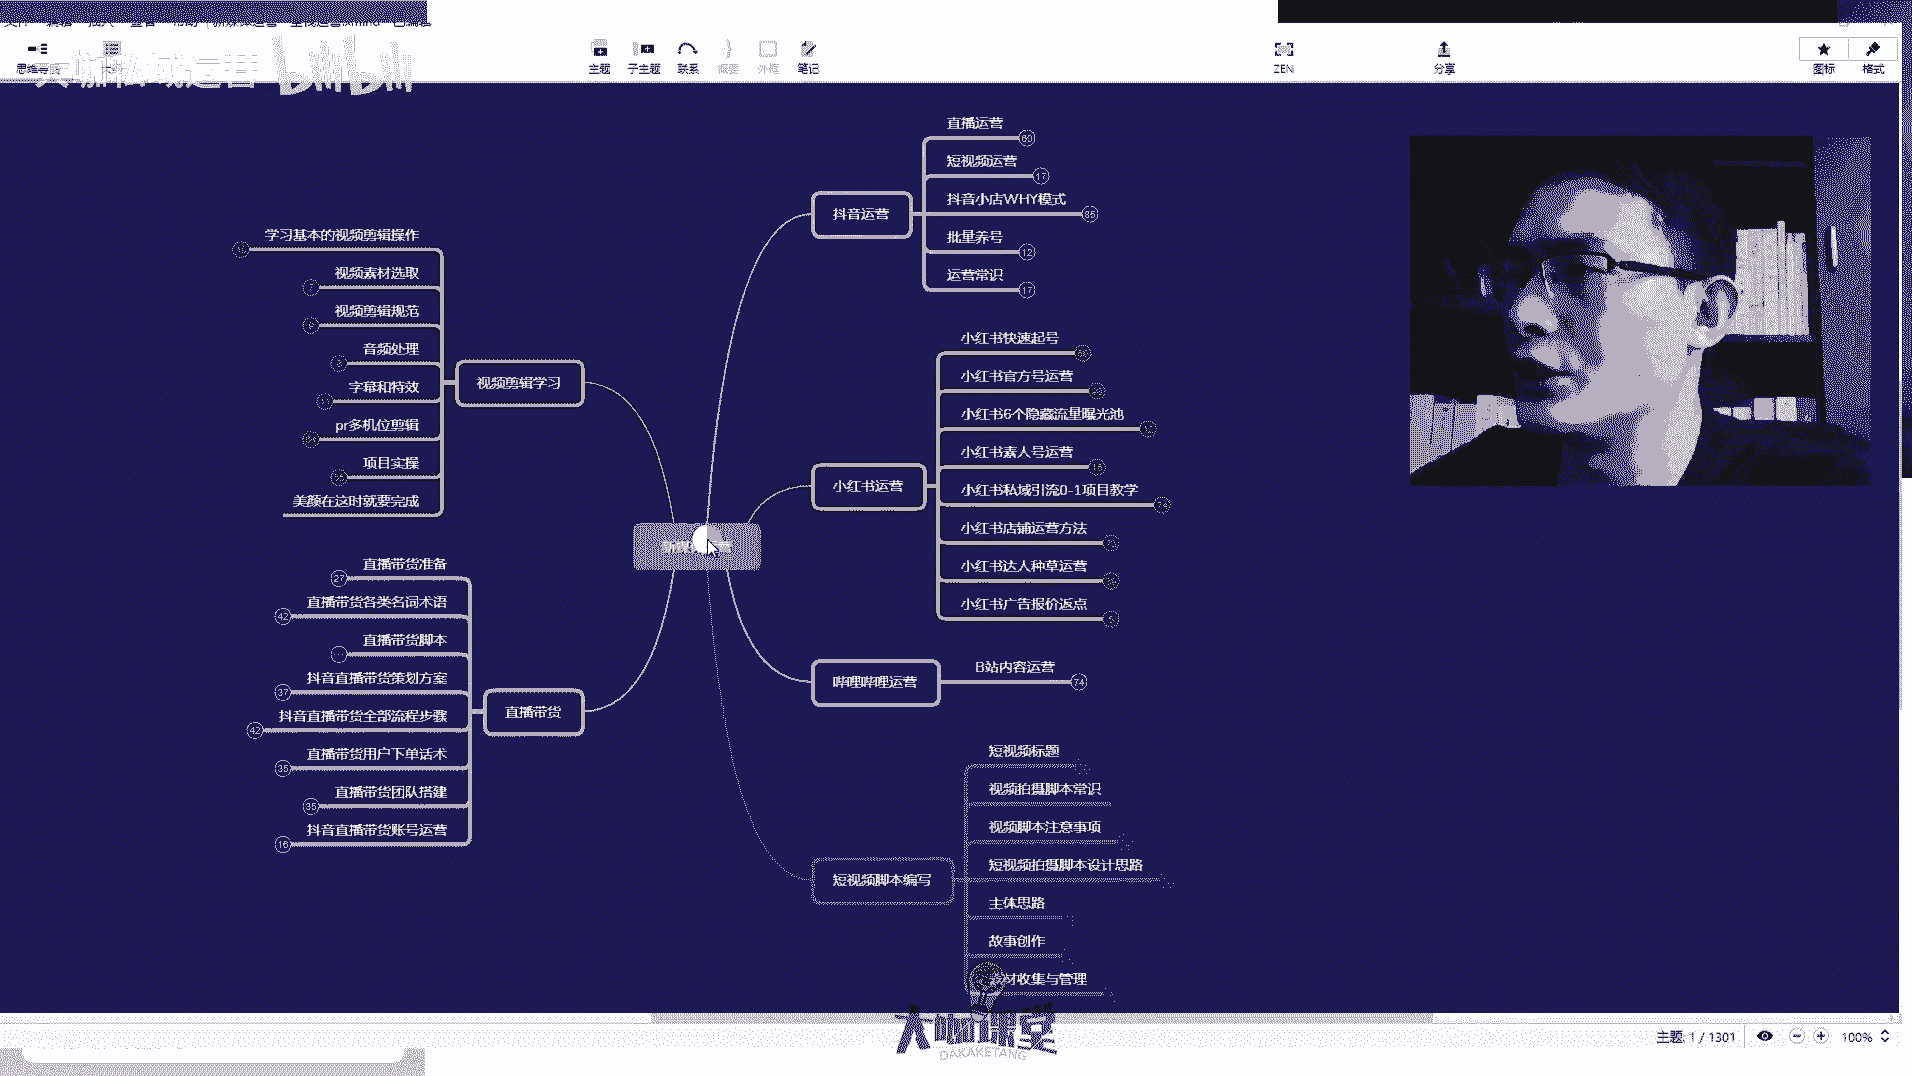 思维导图
大咖私域运营 bilibili
主题
子主题
联系
概要
外框
笔记
ZEN
分享
图标
格式
新媒体运营
抖音运营
直播运营 60
短视频运营 17
抖音小店WHY模式 85
批量养号 12
运营常识 17
小红书运营
小红书快速起号
小红书官方号运营
小红书6个隐藏流量曝光池
小红书素人号运营 16
小红书私域引流0-1项目教学 74
小红书店铺运营方法
小红书达人种草运营
小红书广告报价返点 5
哔哩哔哩运营
B站内容运营 74
短视频脚本编写
短视频标题
视频拍摄脚本常识
视频脚本注意事项
短视频拍摄脚本设计思路
主体思路
故事创作
材收集与管理
视频剪辑学习
学习基本的视频剪辑操作
视频素材选取 7
视频剪辑规范 9
音频处理
字幕和特效
pr多机位剪辑
项目实操
美颜在这时就要完成
直播带货
直播带货准备 27
直播带货各类名词术语 42
直播带货脚本
抖音直播带货策划方案 37
抖音直播带货全部流程步骤 42
直播带货用户下单话术 35
直播带货团队搭建 35
抖音直播带货账号运营 16
大咖课堂
DAKAKETANG
主题: 1 / 1301
100%